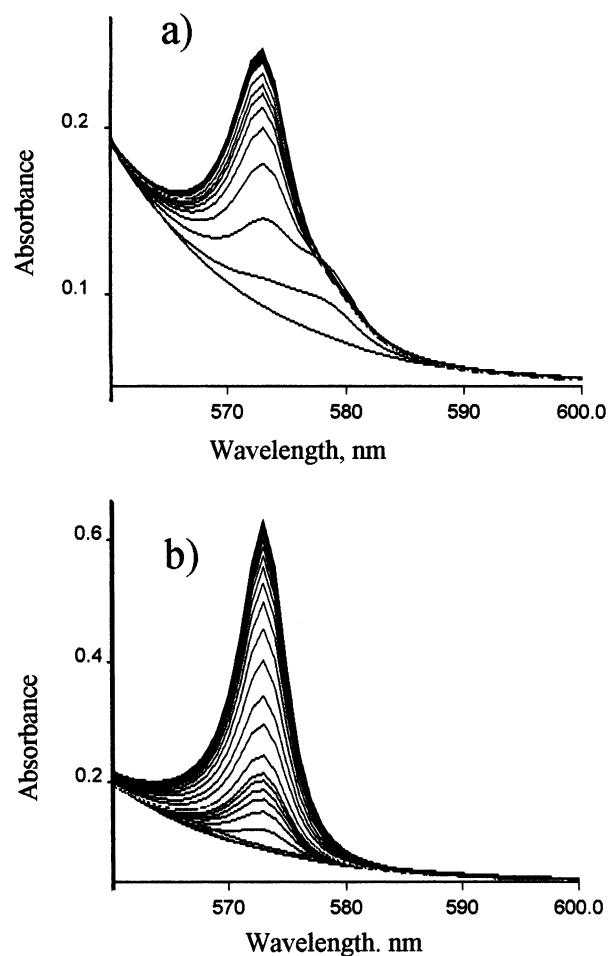 a)
0.2
0.1
Absorbance
570 580 590 600.0
Wavelength, nm
b)
0.6
0.4
0.2
Absorbance
570 580 590 600.0
Wavelength. nm